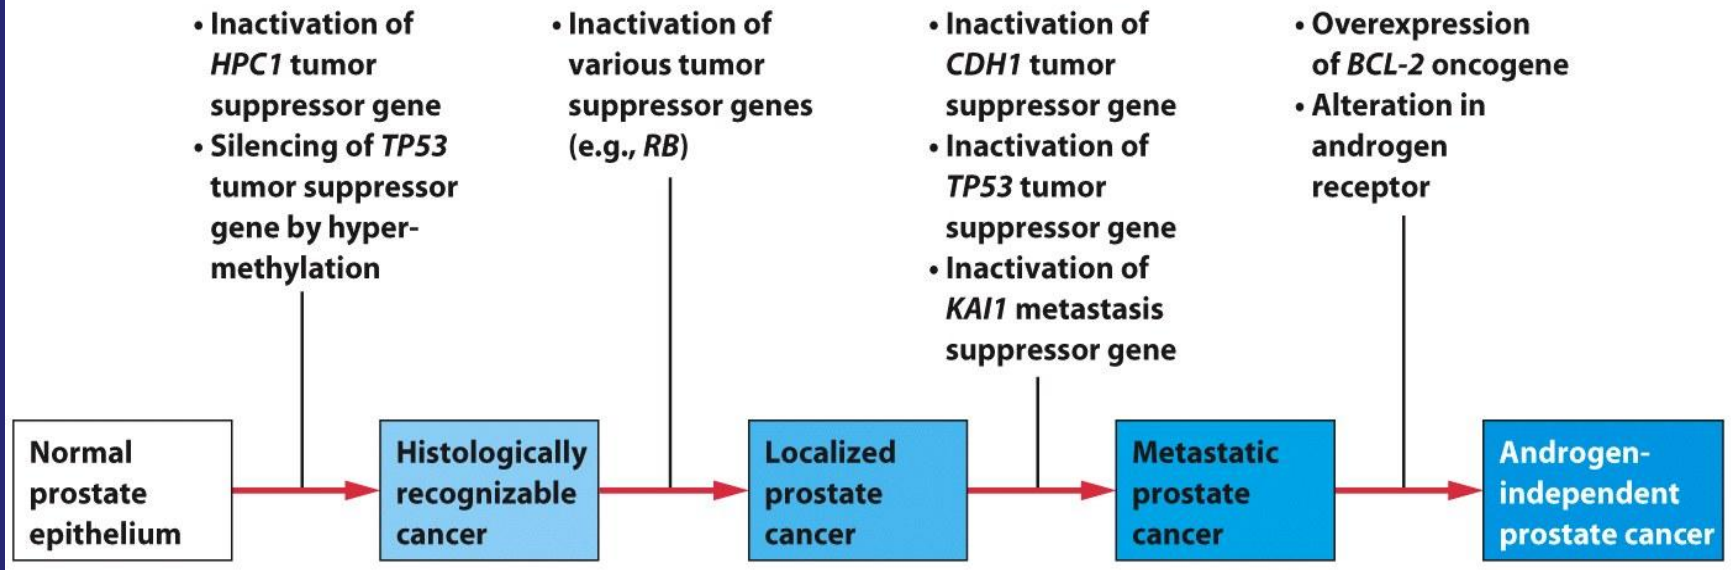 • Inactivation of
HPC1 tumor
suppressor gene
• Silencing of TP53
tumor suppressor
gene by hyper-
methylation
• Inactivation of
various tumor
suppressor genes
(e.g., RB)
• Inactivation of
CDH1 tumor
suppressor gene
• Inactivation of
TP53 tumor
suppressor gene
• Inactivation of
KAI1 metastasis
suppressor gene
• Overexpression
of BCL-2 oncogene
• Alteration in
androgen
receptor
Normal
prostate
epithelium
Histologically
recognizable
cancer
Localized
prostate
cancer
Metastatic
prostate
cancer
Androgen-
independent
prostate cancer